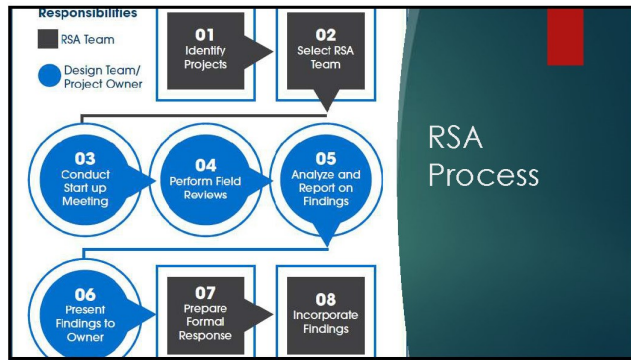 Responsibilities
RSA Team
Design Team/
Project Owner
01
Identify
Projects
02
Select RSA
Team
03
Conduct
Start up
Meeting
04
Perform Field
Reviews
05
Analyze and
Report on
Findings
06
Present
Findings to
Owner
07
Prepare
Formal
Response
08
Incorporate
Findings
RSA
Process